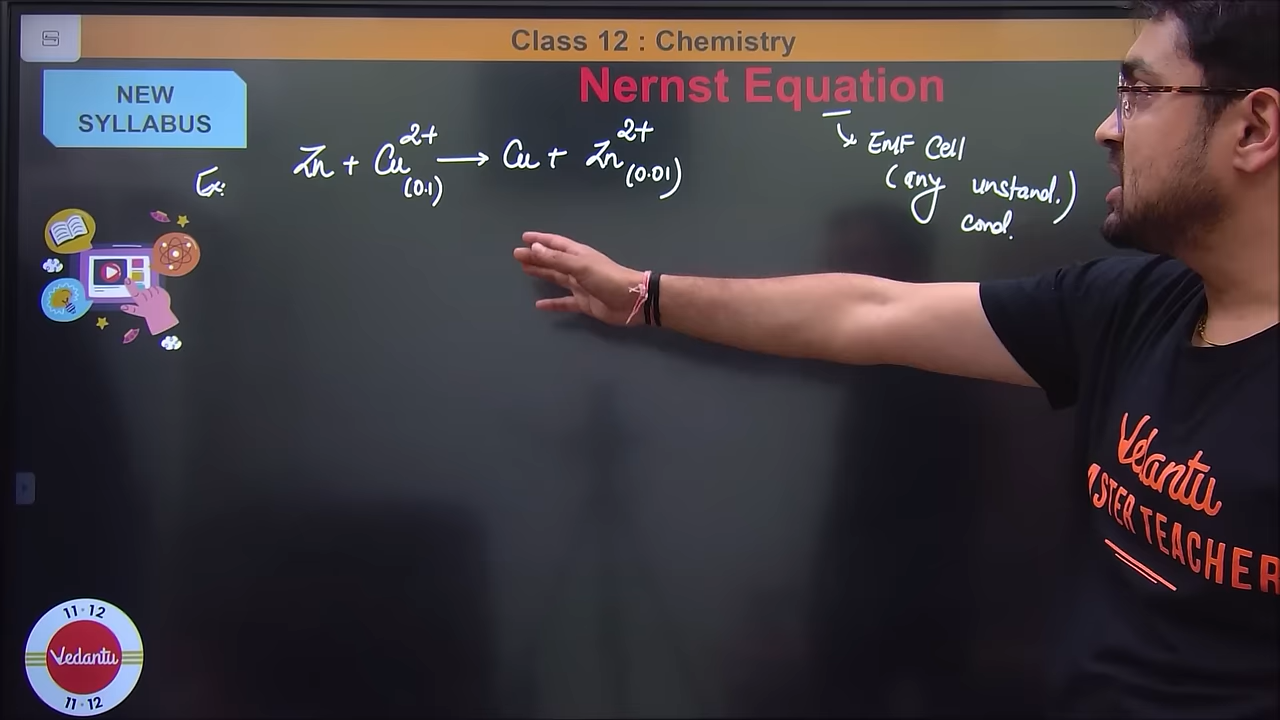 Class 12 : Chemistry
Nernst Equation
NEW
SYLLABUS
Ex: Zn + Cu²⁺ (0.1) ⟶ Cu + Zn²⁺ (0.01)
↳ EMF Cell
(any unstand.)
cond.
Vedantu
MASTER TEACHER
11-12
Vedantu
11-12